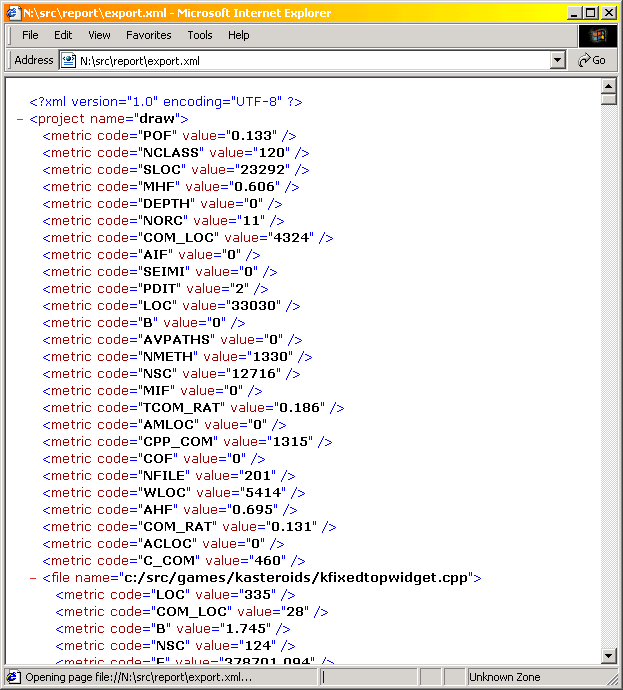 N:\src\report\export.xml - Microsoft Internet Explorer
File Edit View Favorites Tools Help
Address N:\src\report\export.xml Go
<?xml version="1.0" encoding="UTF-8" ?>
- <project name="draw">
<metric code="POF" value="0.133" />
<metric code="NCLASS" value="120" />
<metric code="SLOC" value="23292" />
<metric code="MHF" value="0.606" />
<metric code="DEPTH" value="0" />
<metric code="NORC" value="11" />
<metric code="COM_LOC" value="4324" />
<metric code="AIF" value="0" />
<metric code="SEIMI" value="0" />
<metric code="PDIT" value="2" />
<metric code="LOC" value="33030" />
<metric code="B" value="0" />
<metric code="AVPATHS" value="0" />
<metric code="NMETH" value="1330" />
<metric code="NSC" value="12716" />
<metric code="MIF" value="0" />
<metric code="TCOM_RAT" value="0.186" />
<metric code="AMLOC" value="0" />
<metric code="CPP_COM" value="1315" />
<metric code="COF" value="0" />
<metric code="NFILE" value="201" />
<metric code="WLOC" value="5414" />
<metric code="AHF" value="0.695" />
<metric code="COM_RAT" value="0.131" />
<metric code="ACLOC" value="0" />
<metric code="C_COM" value="460" />
- <file name="c:/src/games/kasteroids/kfixedtopwidget.cpp">
<metric code="LOC" value="335" />
<metric code="COM_LOC" value="28" />
<metric code="B" value="1.745" />
<metric code="NSC" value="124" />
<metric code="E" value="378701.094" />
Opening page file://N:\src\report\export.xml... Unknown Zone